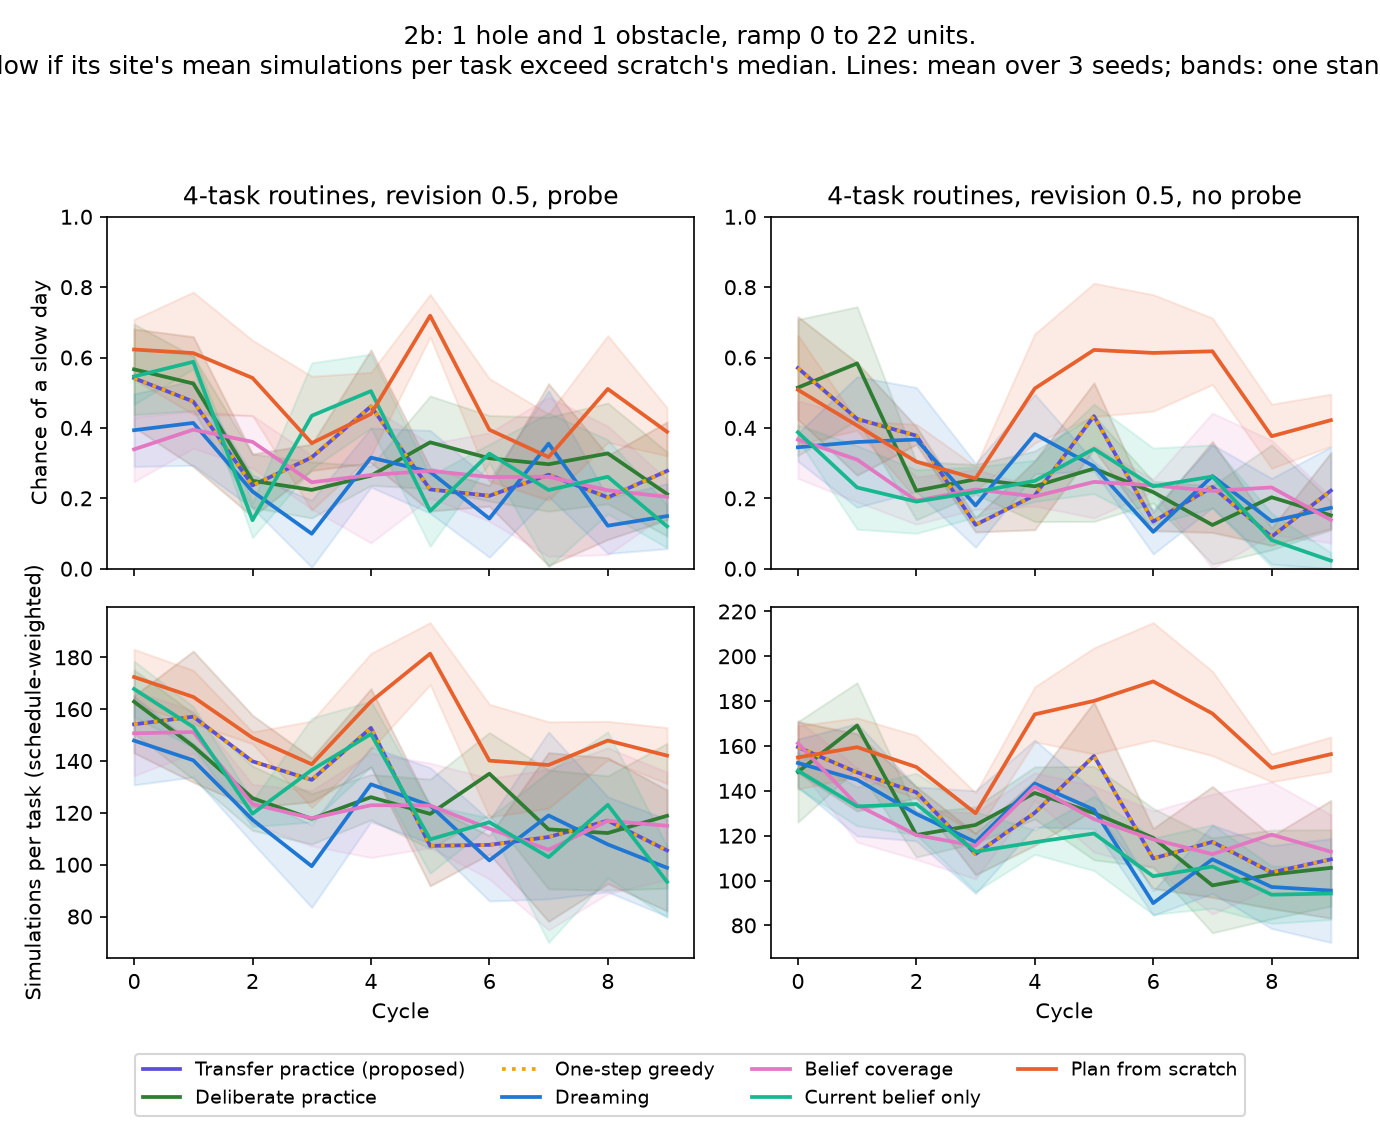 2b: 1 hole and 1 obstacle, ramp 0 to 22 units.
if its site's mean simulations per task exceed scratch's median. Lines: mean over 3 seeds; bands: one
4-task routines, revision 0.5, probe
4-task routines, revision 0.5, no probe
Chance of a slow day
1.0
0.8
0.6
0.4
0.2
0.0
1.0
0.8
0.6
0.4
0.2
0.0
Simulations per task (schedule-weighted)
180
160
140
120
100
80
220
200
180
160
140
120
100
80
0 2 4 6 8
0 2 4 6 8
Cycle
Cycle
Transfer practice (proposed)
Deliberate practice
One-step greedy
Dreaming
Belief coverage
Current belief only
Plan from scratch